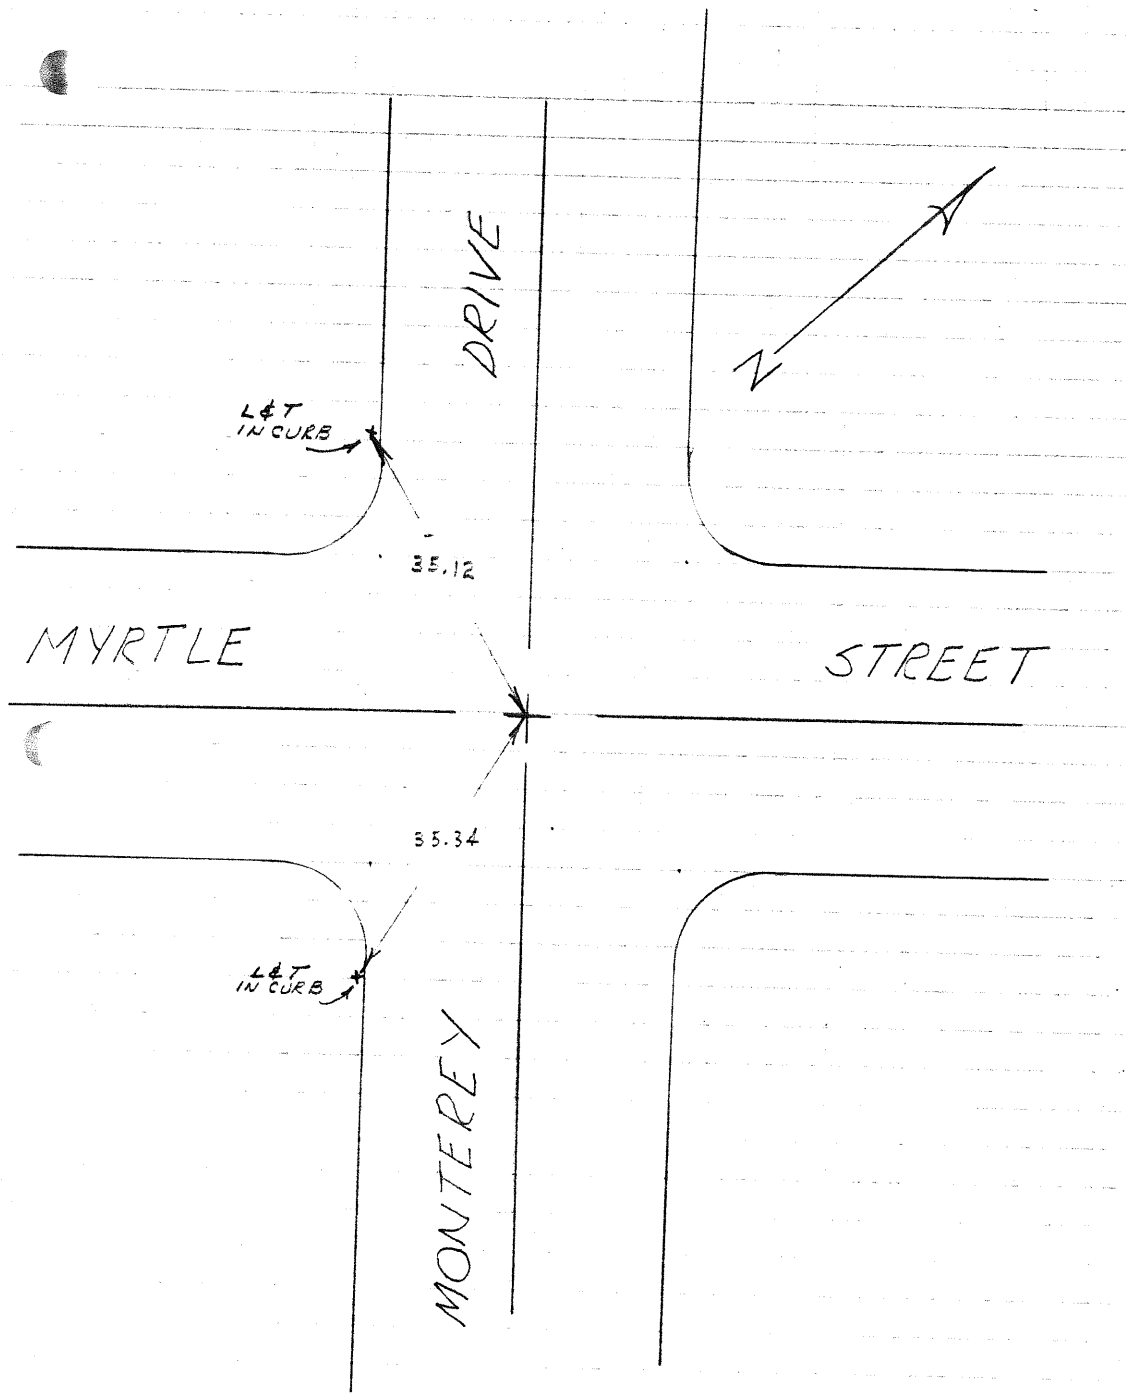 DRIVE
N
L & T
IN CURB
35.12
MYRTLE
STREET
35.34
L & T
IN CURB
MONTEREY